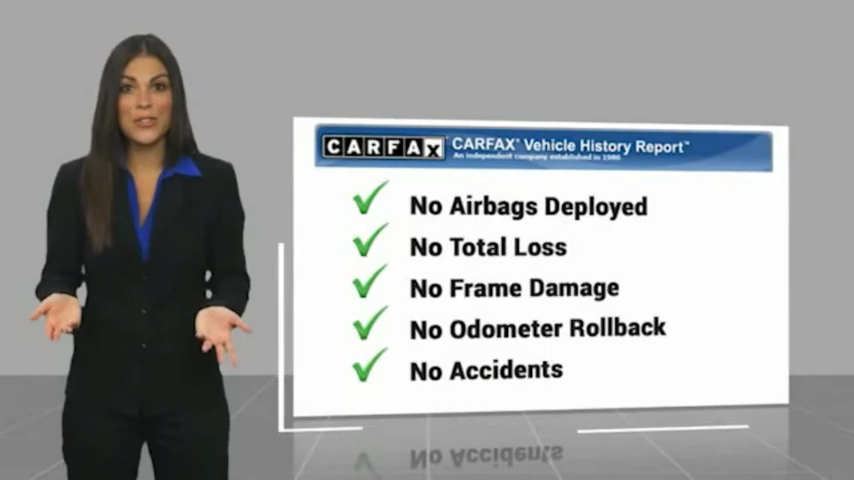 CARFAX CARFAX® Vehicle History Report™
An independent company established in 1986
No Airbags Deployed
No Total Loss
No Frame Damage
No Odometer Rollback
No Accidents
No Accidents